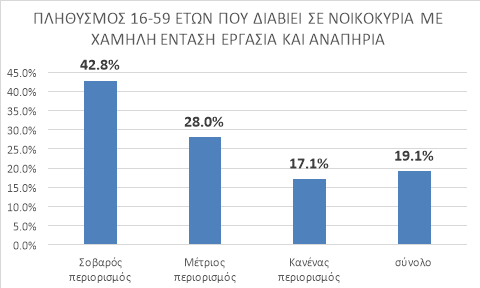 ΠΛΗΘΥΣΜΟΣ 16-59 ΕΤΩΝ ΠΟΥ ΔΙΑΒΙΕΙ ΣΕ ΝΟΙΚΟΚΥΡΙΑ ΜΕ
ΧΑΜΗΛΗ ΕΝΤΑΣΗ ΕΡΓΑΣΙΑ ΚΑΙ ΑΝΑΠΗΡΙΑ
45.0%
40.0%
35.0%
30.0%
25.0%
20.0%
15.0%
10.0%
5.0%
0.0%
42.8%
28.0%
17.1%
19.1%
Σοβαρός
περιορισμός
Μέτριος
περιορισμός
Κανένας
περιορισμός
σύνολο